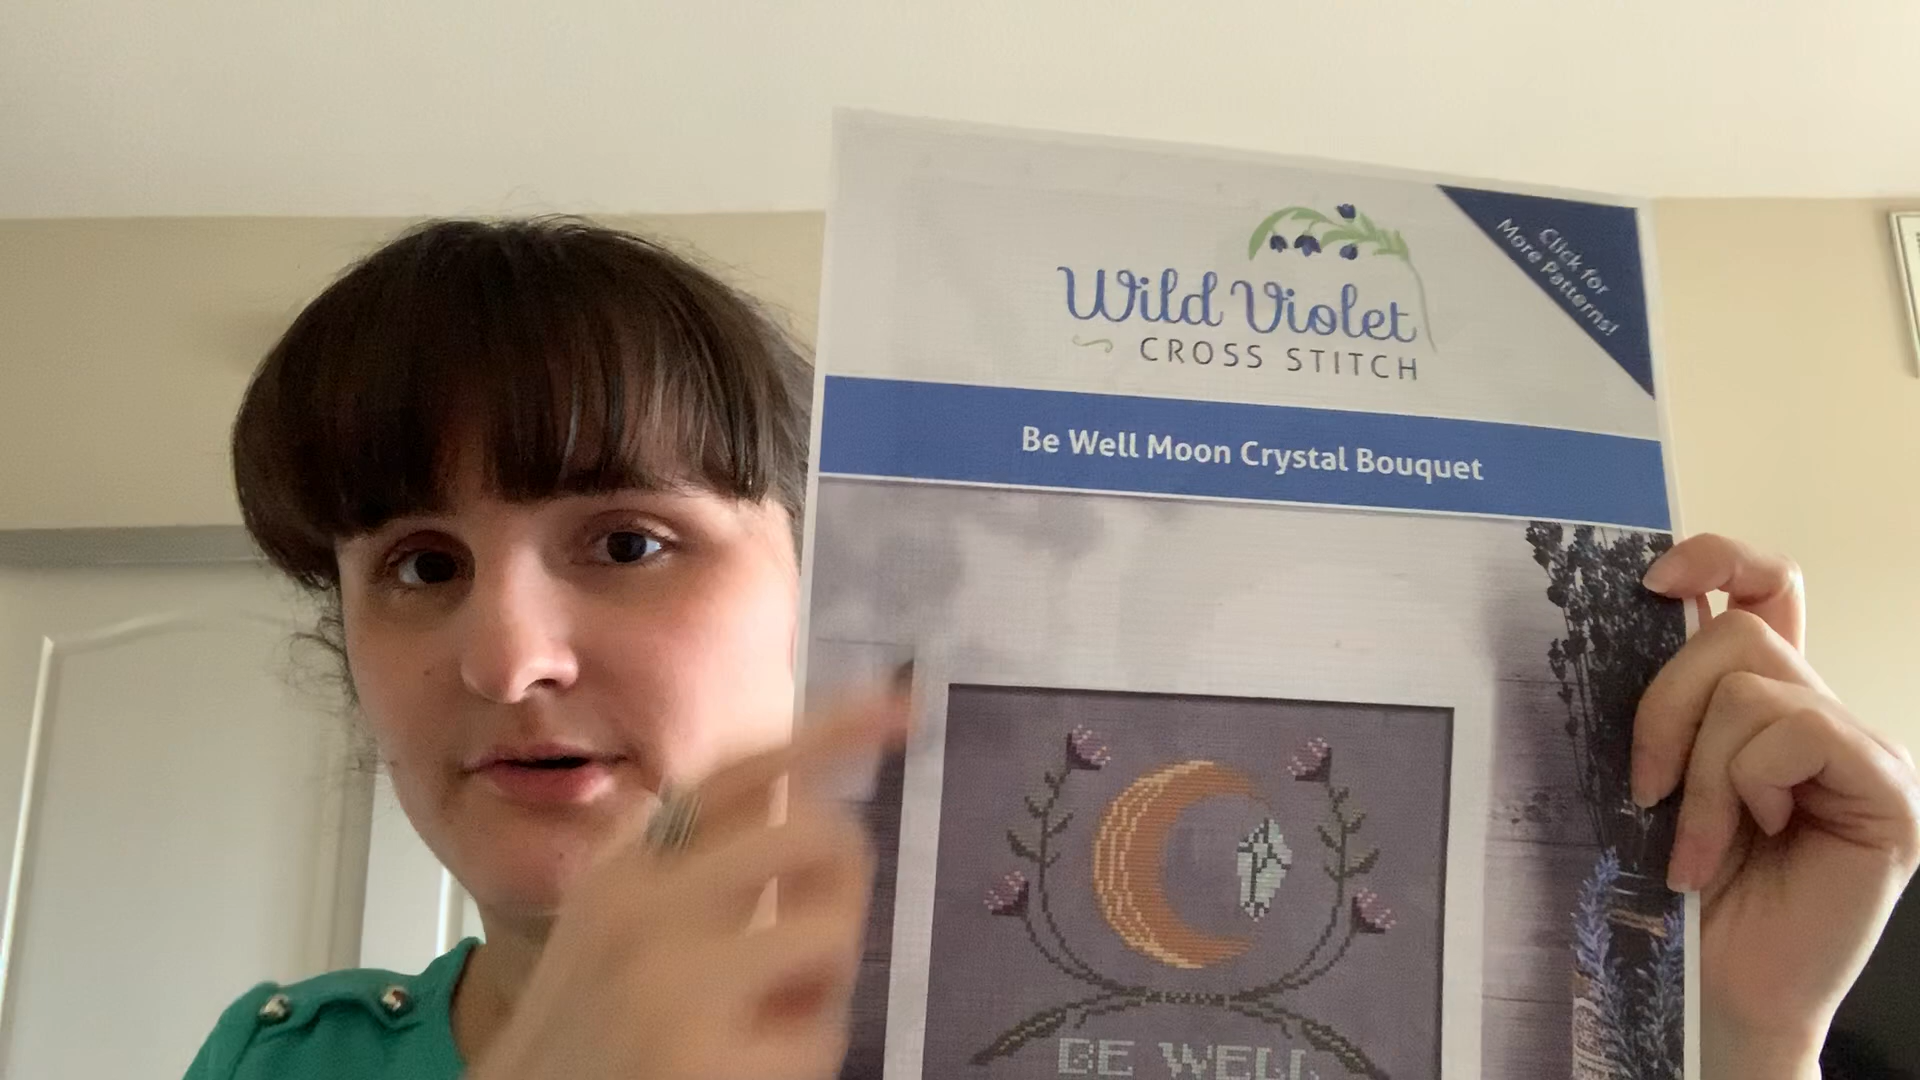 Click for
More Patterns!
Wild Violet
CROSS STITCH
Be Well Moon Crystal Bouquet
BE WELL